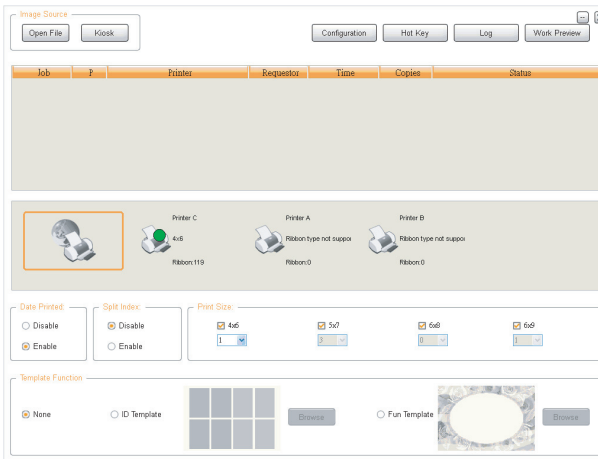 Image Source
Open File Kiosk Configuration Hot Key Log Work Preview
Job P Printer Requestor Time Copies Status
Printer C Printer A Printer B
4x6 Ribbon type not suppor Ribbon type not suppor
Ribbon:119 Ribbon:0 Ribbon:0
Date Printed: Split Index: Print Size:
Disable Disable 4x6 5x7 6x8 6x9
Enable Enable 1 3 0 1
Template Function
None ID Template Browse Fun Template Browse